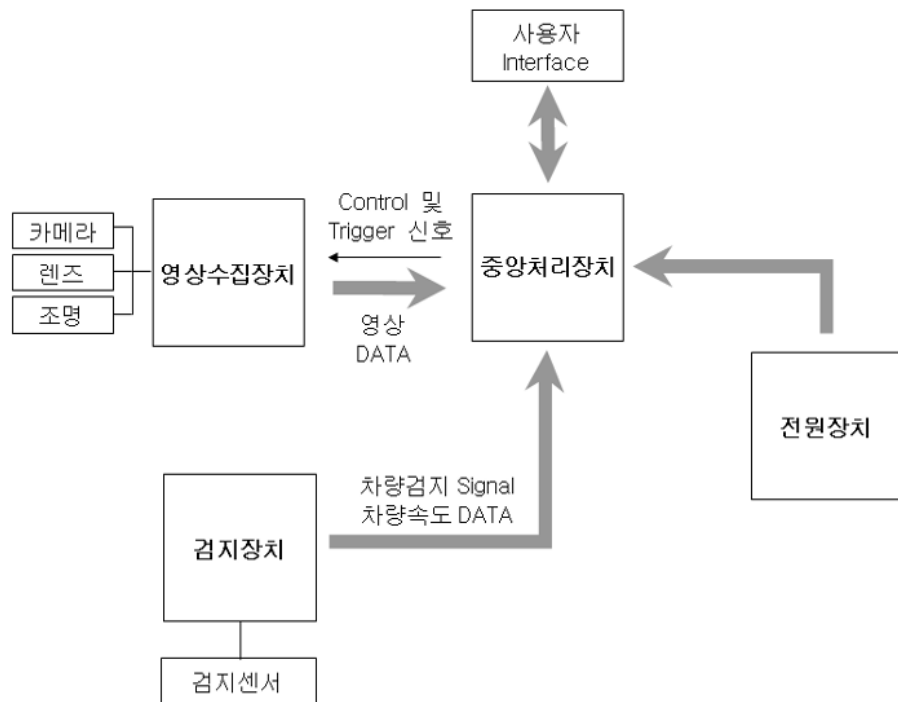 사용자
Interface
Control 및
Trigger 신호
카메라
렌즈
조명
영상수집장치
중앙처리장치
영상
DATA
전원장치
차량검지 Signal
차량속도 DATA
검지장치
검지센서